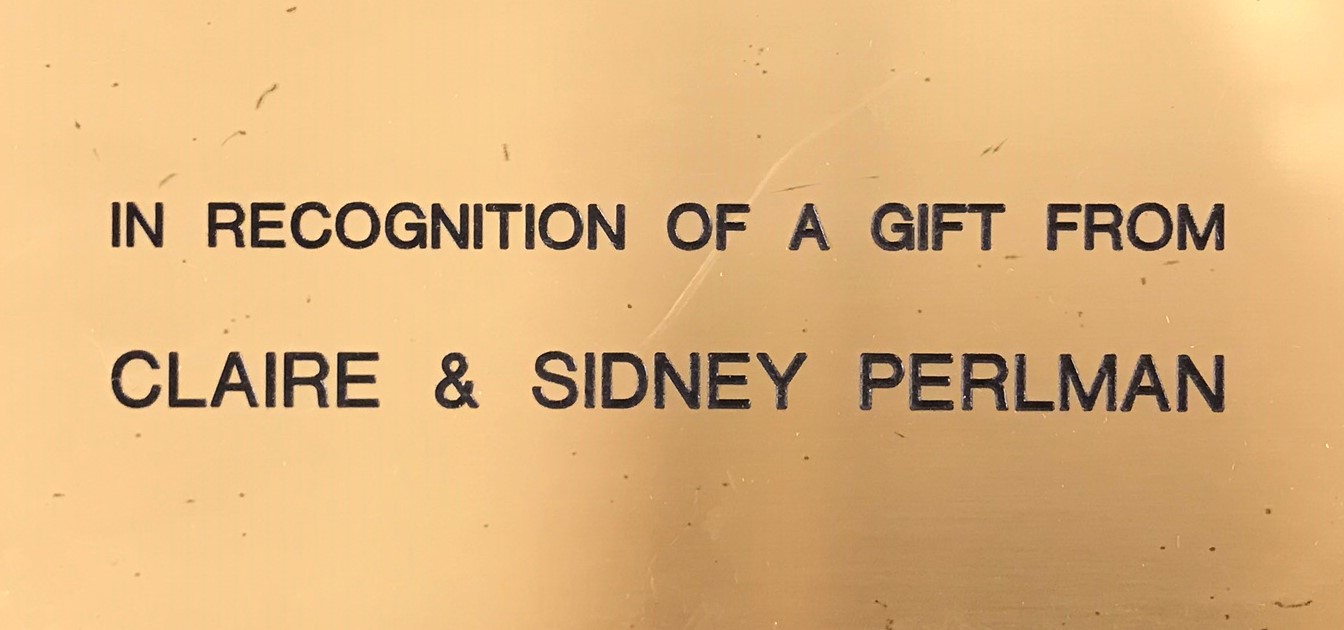 IN RECOGNITION OF A GIFT FROM
CLAIRE & SIDNEY PERLMAN